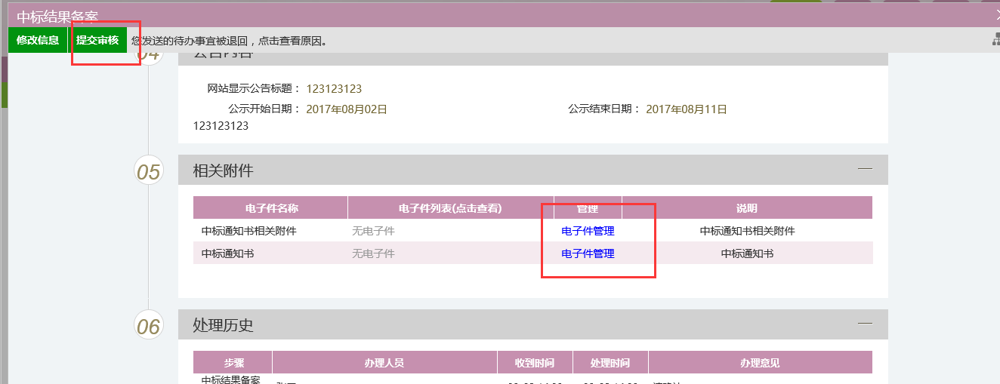 中标结果备案
修改信息 提交审核 您发送的待办事宜被退回，点击查看原因。
04 公告内容
网站显示公告标题： 123123123
公示开始日期： 2017年08月02日 公示结束日期： 2017年08月11日
123123123
05 相关附件
电子件名称 电子件列表(点击查看) 管理 说明
中标通知书相关附件 无电子件 电子件管理 中标通知书相关附件
中标通知书 无电子件 电子件管理 中标通知书
06 处理历史
步骤 办理人员 收到时间 处理时间 办理意见
中标结果备案